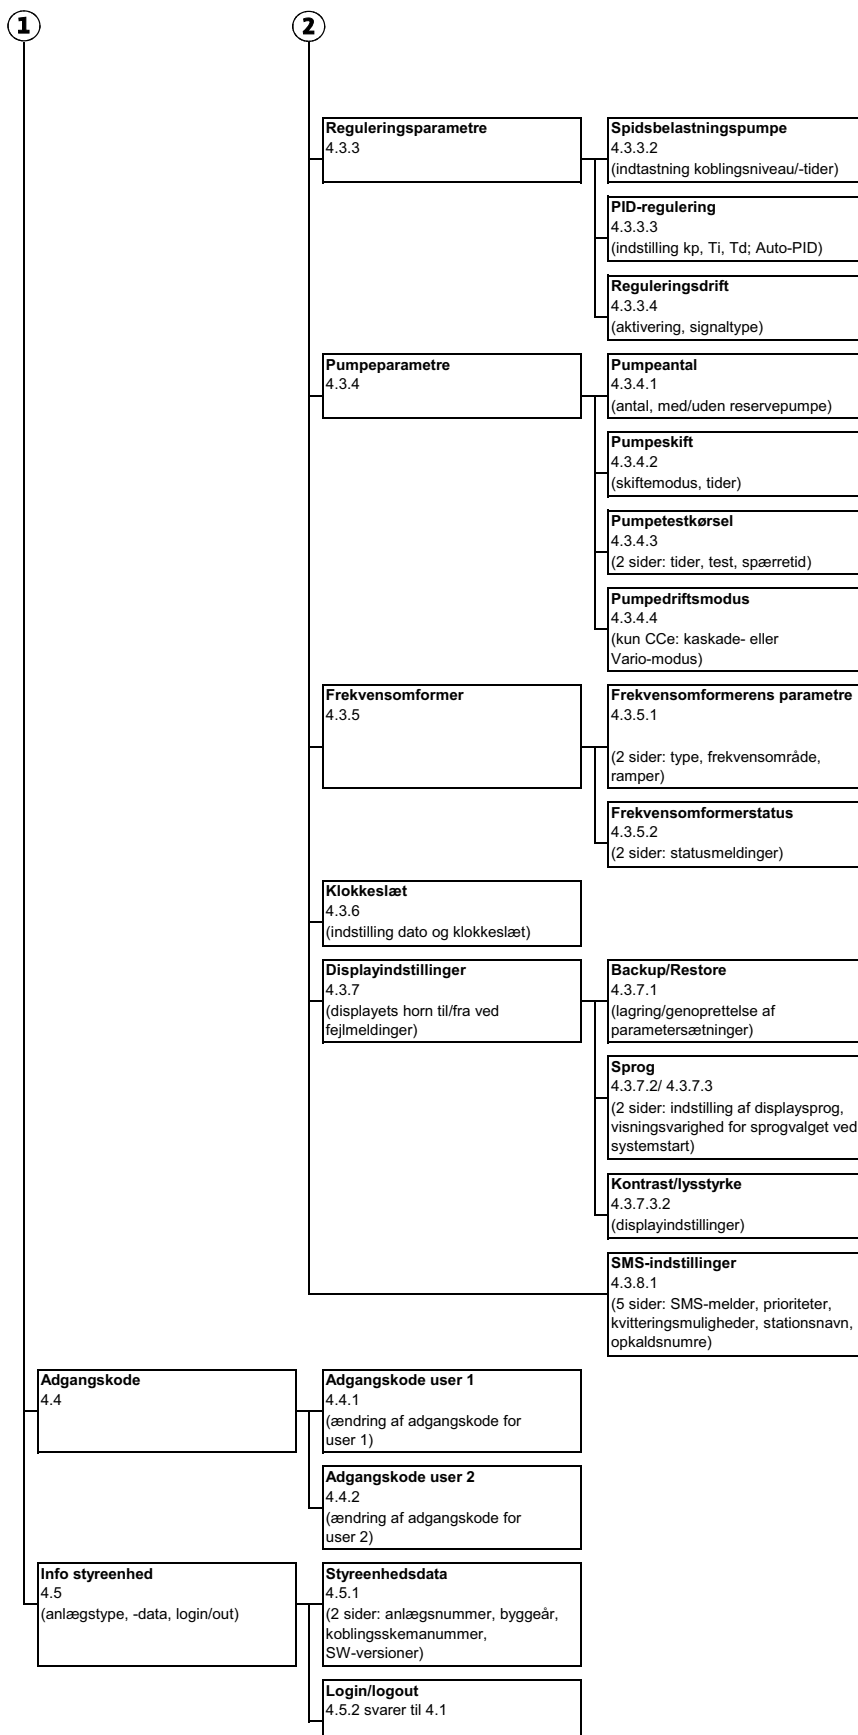 1
2
Reguleringsparametre
4.3.3
Spidsbelastningspumpe
4.3.3.2
(indtastning koblingsniveau/-tider)
PID-regulering
4.3.3.3
(indstilling kp, Ti, Td; Auto-PID)
Reguleringsdrift
4.3.3.4
(aktivering, signaltype)
Pumpeparametre
4.3.4
Pumpeantal
4.3.4.1
(antal, med/uden reservepumpe)
Pumpeskift
4.3.4.2
(skiftemodus, tider)
Pumpetestkørsel
4.3.4.3
(2 sider: tider, test, spærretid)
Pumpedriftsmodus
4.3.4.4
(kun CCe: kaskade- eller
Vario-modus)
Frekvensomformer
4.3.5
Frekvensomformerens parametre
4.3.5.1
(2 sider: type, frekvensområde,
ramper)
Frekvensomformerstatus
4.3.5.2
(2 sider: statusmeldinger)
Klokkeslæt
4.3.6
(indstilling dato og klokkeslæt)
Displayindstillinger
4.3.7
(displayets horn til/fra ved
fejlmeldinger)
Backup/Restore
4.3.7.1
(lagring/genoprettelse af
parametersætninger)
Sprog
4.3.7.2/ 4.3.7.3
(2 sider: indstilling af displaysprog,
visningsvarighed for sprogvalget ved
systemstart)
Kontrast/lysstyrke
4.3.7.3.2
(displayindstillinger)
SMS-indstillinger
4.3.8.1
(5 sider: SMS-melder, prioriteter,
kvitteringsmuligheder, stationsnavn,
opkaldsnumre)
Adgangskode
4.4
Adgangskode user 1
4.4.1
(ændring af adgangskode for
user 1)
Adgangskode user 2
4.4.2
(ændring af adgangskode for
user 2)
Info styreenhed
4.5
(anlægstype, -data, login/out)
Styreenhedsdata
4.5.1
(2 sider: anlægsnummer, byggeår,
koblingsskemanummer,
SW-versioner)
Login/logout
4.5.2 svarer til 4.1